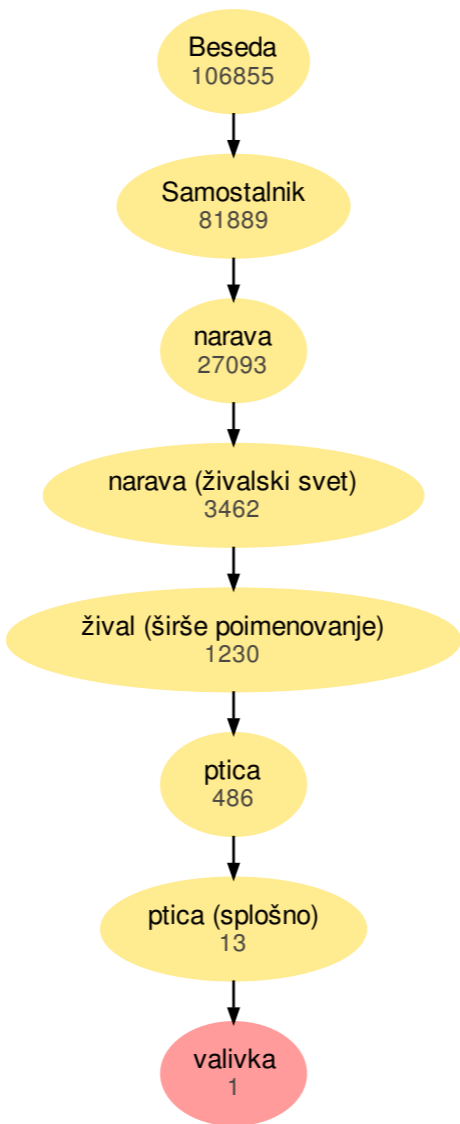 Beseda
106855
Samostalnik
81889
narava
27093
narava (živalski svet)
3462
žival (širše poimenovanje)
1230
ptica
486
ptica (splošno)
13
valivka
1